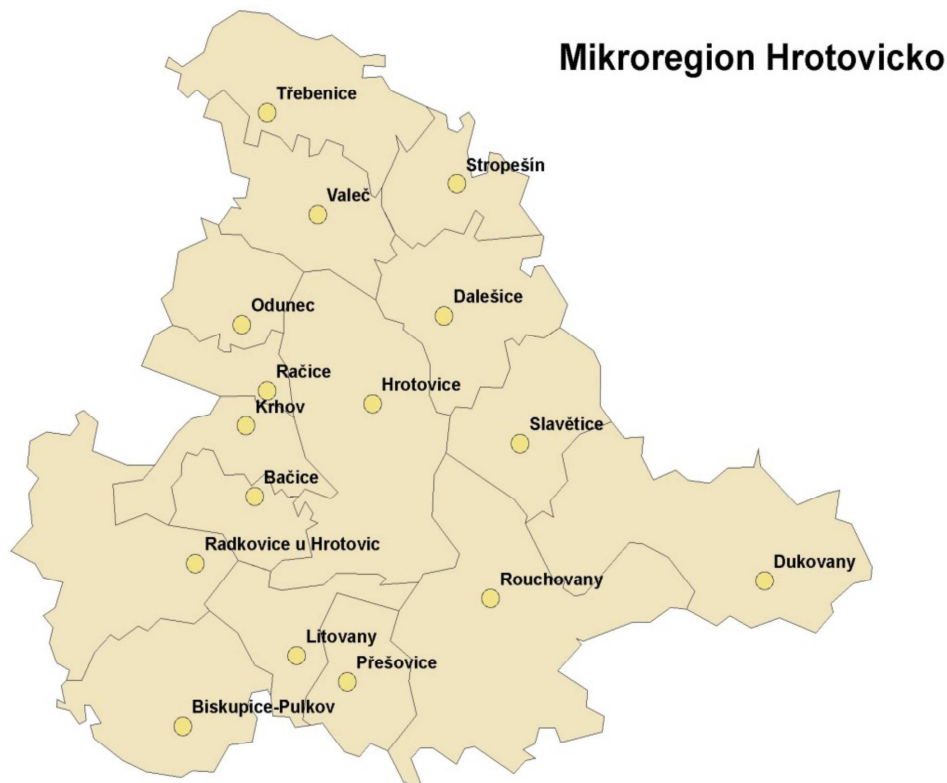 Mikroregion Hrotovicko
Třebenice
Stropešín
Valeč
Dalešice
Odunec
Račice
Hrotovice
Krhov
Slavětice
Bačice
Radkovice u Hrotovic
Dukovany
Rouchovany
Litovany
Přešovice
Biskupice-Pulkov